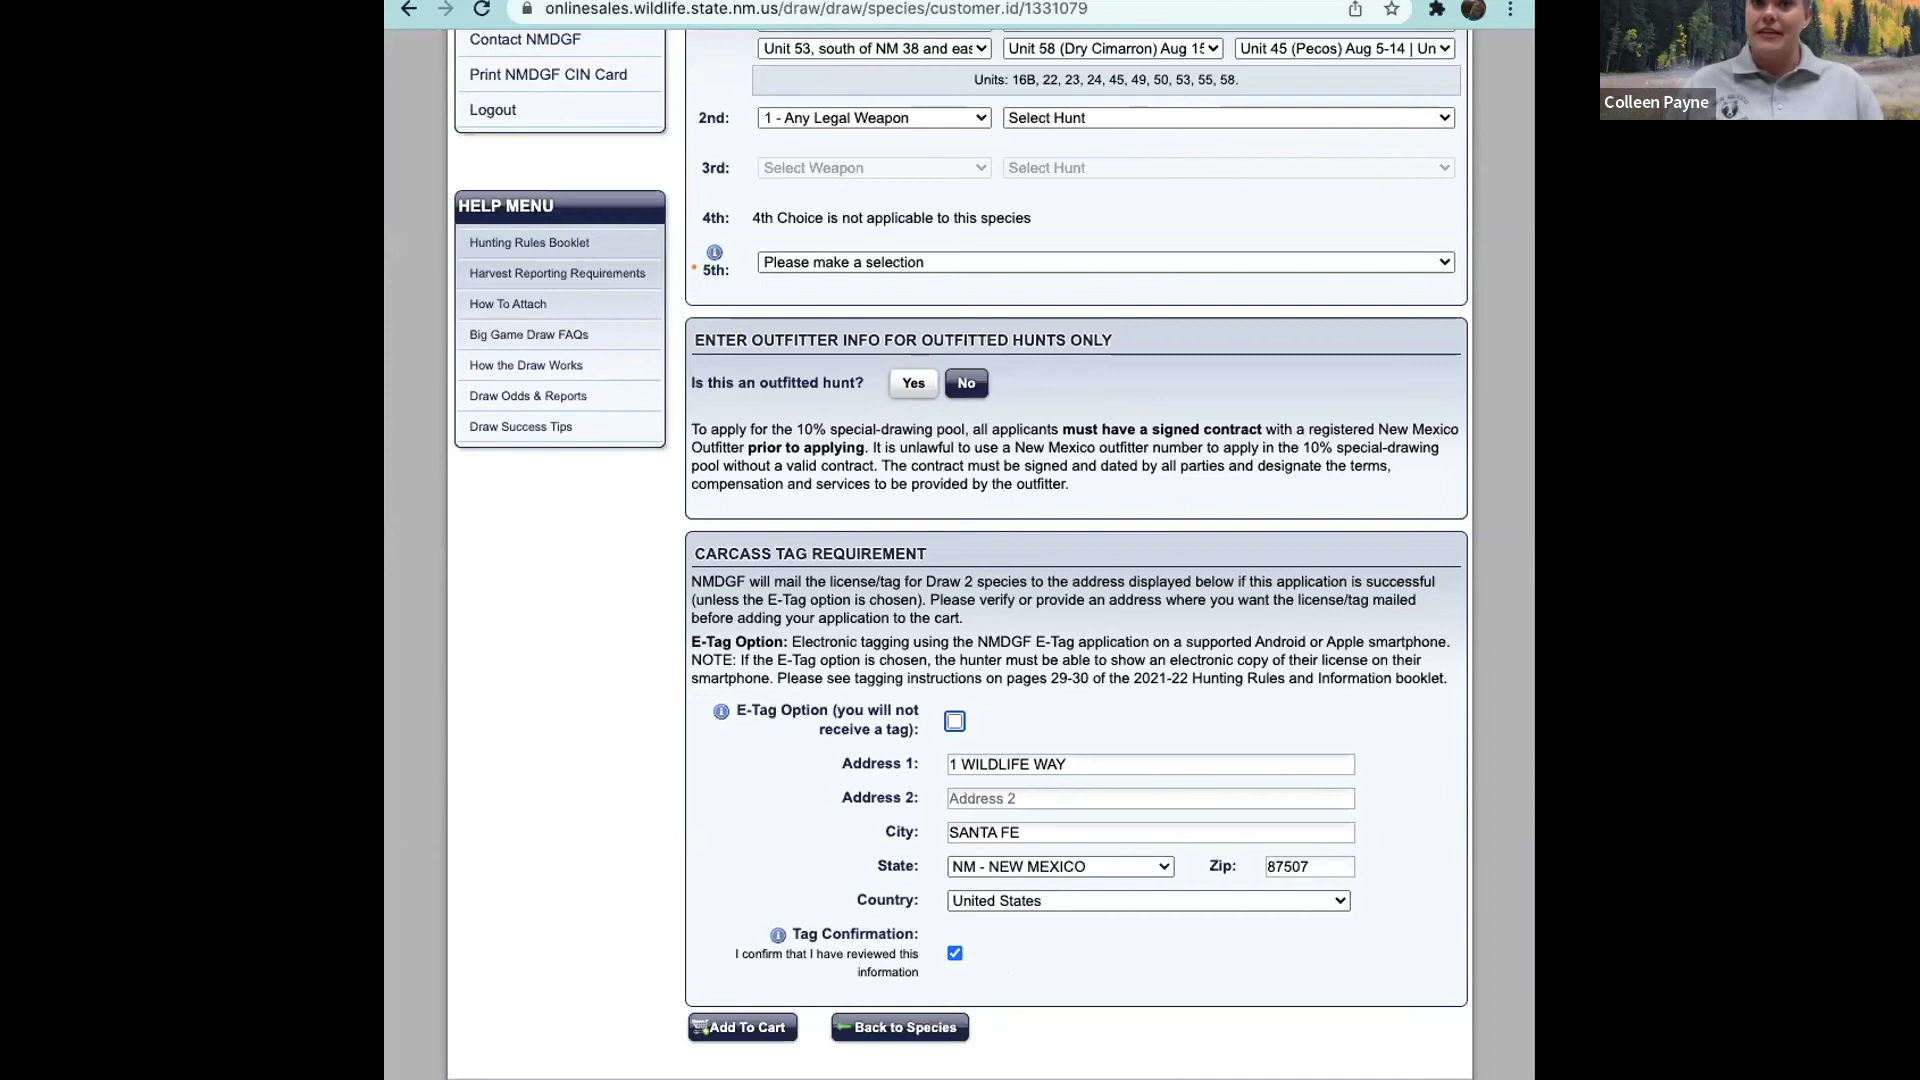 onlinesales.wildlife.state.nm.us/draw/draw/species/customer.id/1331079
Colleen Payne
Contact NMDGF
Print NMDGF CIN Card
Logout
HELP MENU
Hunting Rules Booklet
Harvest Reporting Requirements
How To Attach
Big Game Draw FAQs
How the Draw Works
Draw Odds & Reports
Draw Success Tips
Unit 53, south of NM 38 and eas
Unit 58 (Dry Cimarron) Aug 15
Unit 45 (Pecos) Aug 5-14 | Un
Units: 16B, 22, 23, 24, 45, 49, 50, 53, 55, 58.
2nd: 1 - Any Legal Weapon Select Hunt
3rd: Select Weapon Select Hunt
4th: 4th Choice is not applicable to this species
* 5th: Please make a selection
ENTER OUTFITTER INFO FOR OUTFITTED HUNTS ONLY
Is this an outfitted hunt? Yes No
To apply for the 10% special-drawing pool, all applicants must have a signed contract with a registered New Mexico
Outfitter prior to applying. It is unlawful to use a New Mexico outfitter number to apply in the 10% special-drawing
pool without a valid contract. The contract must be signed and dated by all parties and designate the terms,
compensation and services to be provided by the outfitter.
CARCASS TAG REQUIREMENT
NMDGF will mail the license/tag for Draw 2 species to the address displayed below if this application is successful
(unless the E-Tag option is chosen). Please verify or provide an address where you want the license/tag mailed
before adding your application to the cart.
E-Tag Option: Electronic tagging using the NMDGF E-Tag application on a supported Android or Apple smartphone.
NOTE: If the E-Tag option is chosen, the hunter must be able to show an electronic copy of their license on their
smartphone. Please see tagging instructions on pages 29-30 of the 2021-22 Hunting Rules and Information booklet.
E-Tag Option (you will not
receive a tag):
Address 1: 1 WILDLIFE WAY
Address 2: Address 2
City: SANTA FE
State: NM - NEW MEXICO Zip: 87507
Country: United States
Tag Confirmation:
I confirm that I have reviewed this
information
Add To Cart Back to Species